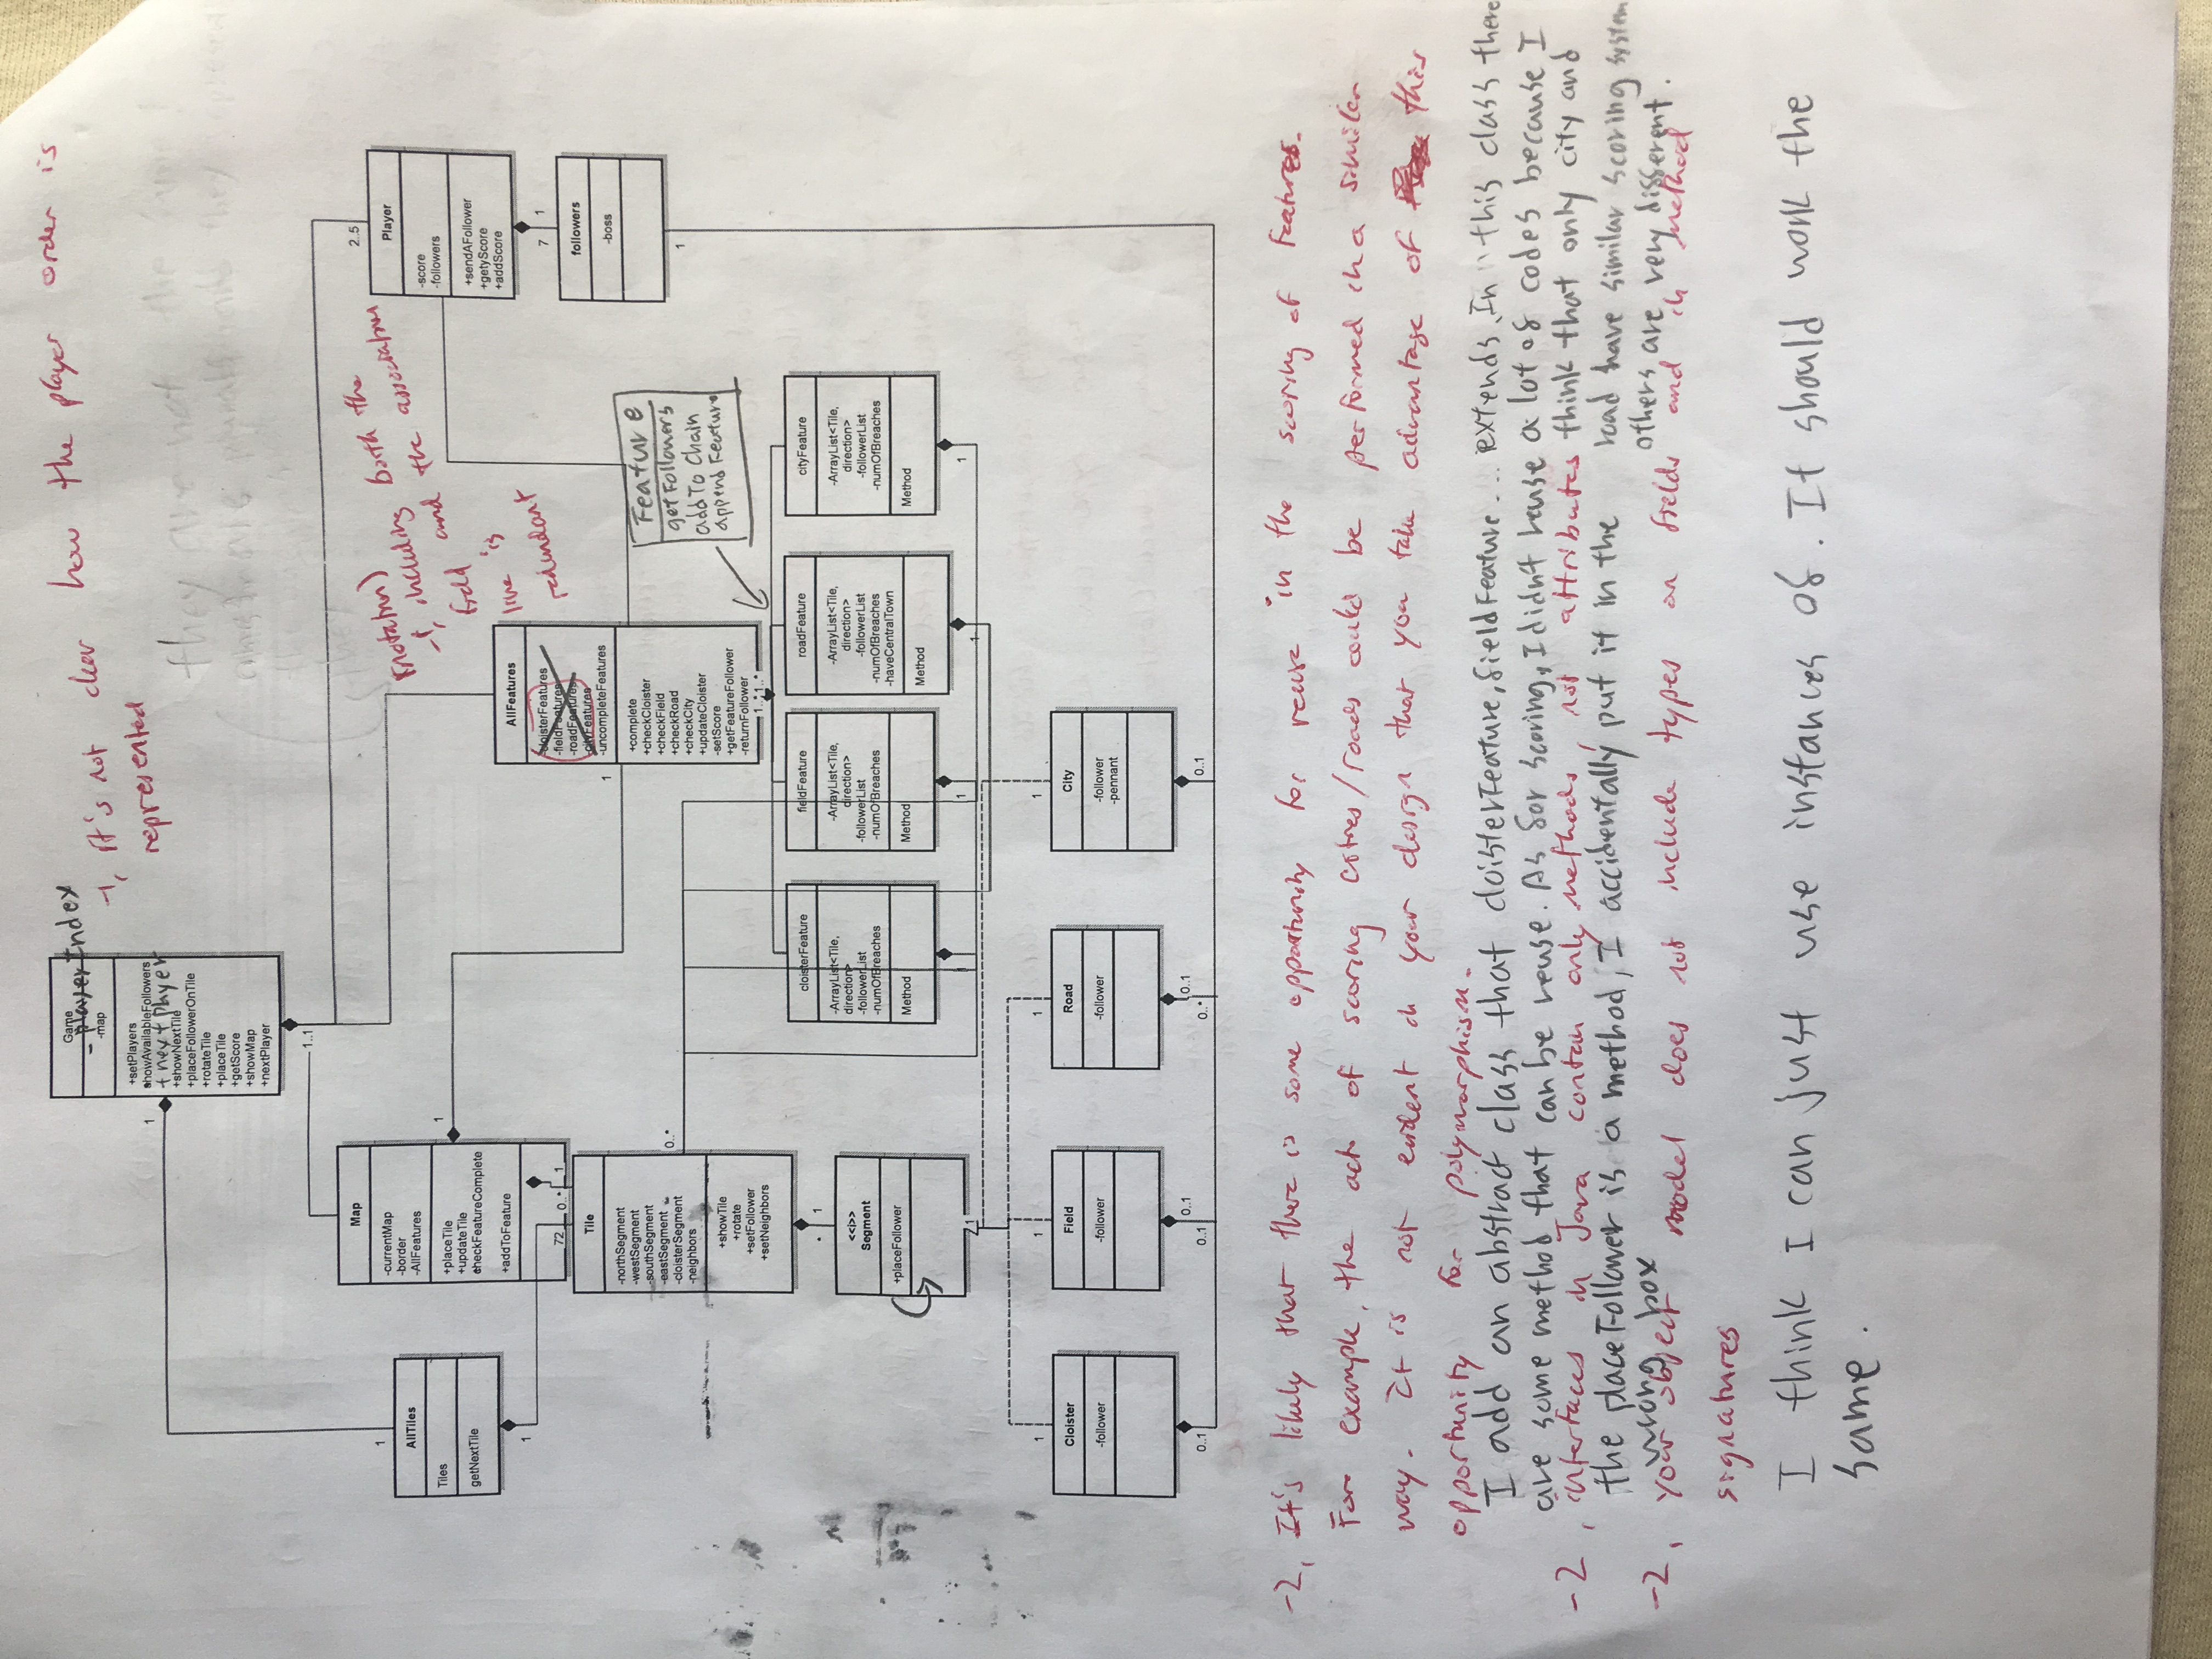 Game
- playerIndex
-map
+setPlayers
showAvailableFollowers
+ nextplayer
+showNextTile
+placeFollowerOnTile
+rotateTile
+placeTile
+getScore
+showMap
+nextPlayer
-1, it's not clear how the player order is
represented
they are not the
1
1..1
2..5
1
Map
-currentMap
-border
-AllFeatures
+placeTile
+updateTile
checkFeatureComplete
+addToFeature
1
AllTiles
Tiles
getNextTile
1
72
0..*
1
(notation)
-1, including both the
field and the association
line is
redundant
Player
-score
-followers
+sendAFollower
+getyScore
+addScore
7
1
followers
-boss
1
AllFeatures
-cloisterFeatures
-fieldFeatures
-roadFeatures
-cityFeatures
-uncompleteFeatures
+complete
+checkCloister
+checkField
+checkRoad
+checkCity
+updateCloister
-setScore
+getFeatureFollower
-returnFollower
1
1..*
1..*
Feature
getFollowers
addTo Chain
append Feature
Tile
-northSegment
-westSegment
-southSegment
-eastSegment
-cloisterSegment
-neighbors
+showTile
+rotate
+setFollower
+setNeighbors
0..*
*
1
<<i>>
Segment
+placeFollower
1
cloisterFeature
-ArrayList<Tile,
direction>
-followerList
-numOfBreaches
Method
fieldFeature
-ArrayList<Tile,
direction>
-followerList
-numOfBreaches
Method
1
roadFeature
-ArrayList<Tile,
direction>
-followerList
-numOfBreaches
-haveCentralTown
Method
1
cityFeature
-ArrayList<Tile,
direction>
-followerList
-numOfBreaches
Method
1
1
Cloister
-follower
0..1
1
Field
-follower
0..1
0..1
1
Road
-follower
0..1
0..*
1
City
-follower
-pennant
0..1
-2, It's likely that there is some opportunity for reuse in the scoring of features.
For example, the act of scoring cities/roads could be performed in a similar
way. It is not evident in your design that you take advantage of this
opportunity for polymorphism.
I add an abstract class that cloisterFeature, fieldFeature... extends. In this class there
are some method that can be reuse. As for scoring, I didn't reuse a lot of codes because I
think that only city and
road have similar scoring system
others are very different.
-2, interfaces in Java contain only methods, not attributes
the placeFollower is a method, I accidentally put it in the
wrong box
-2, your object model does not include types on fields and in method
signatures
I think I can just use instances of. It should work the
same.